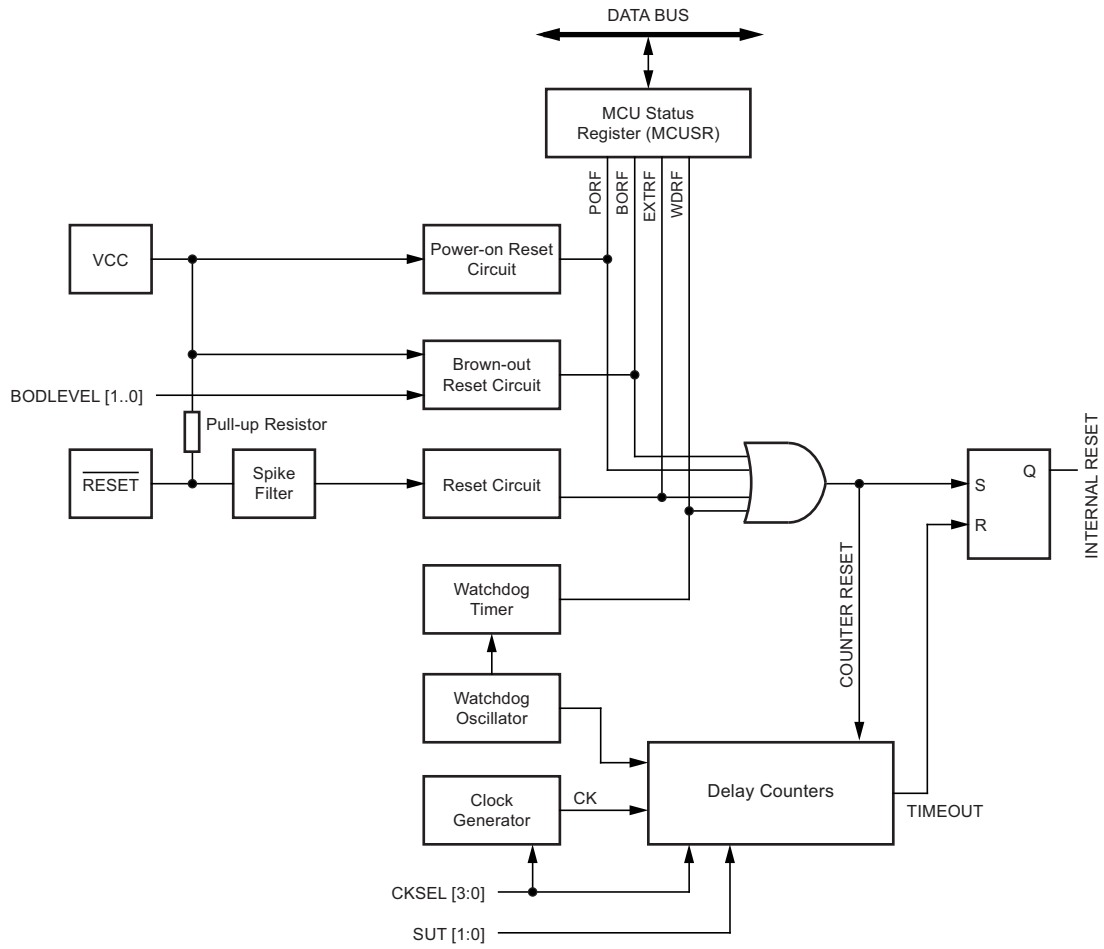 DATA BUS
MCU Status
Register (MCUSR)
PORF
BORF
EXTRF
WDRF
VCC
Power-on Reset
Circuit
Brown-out
Reset Circuit
BODLEVEL [1..0]
Pull-up Resistor
RESET
Spike
Filter
Reset Circuit
S
Q
R
INTERNAL RESET
Watchdog
Timer
COUNTER RESET
Watchdog
Oscillator
Clock
Generator
CK
Delay Counters
TIMEOUT
CKSEL [3:0]
SUT [1:0]